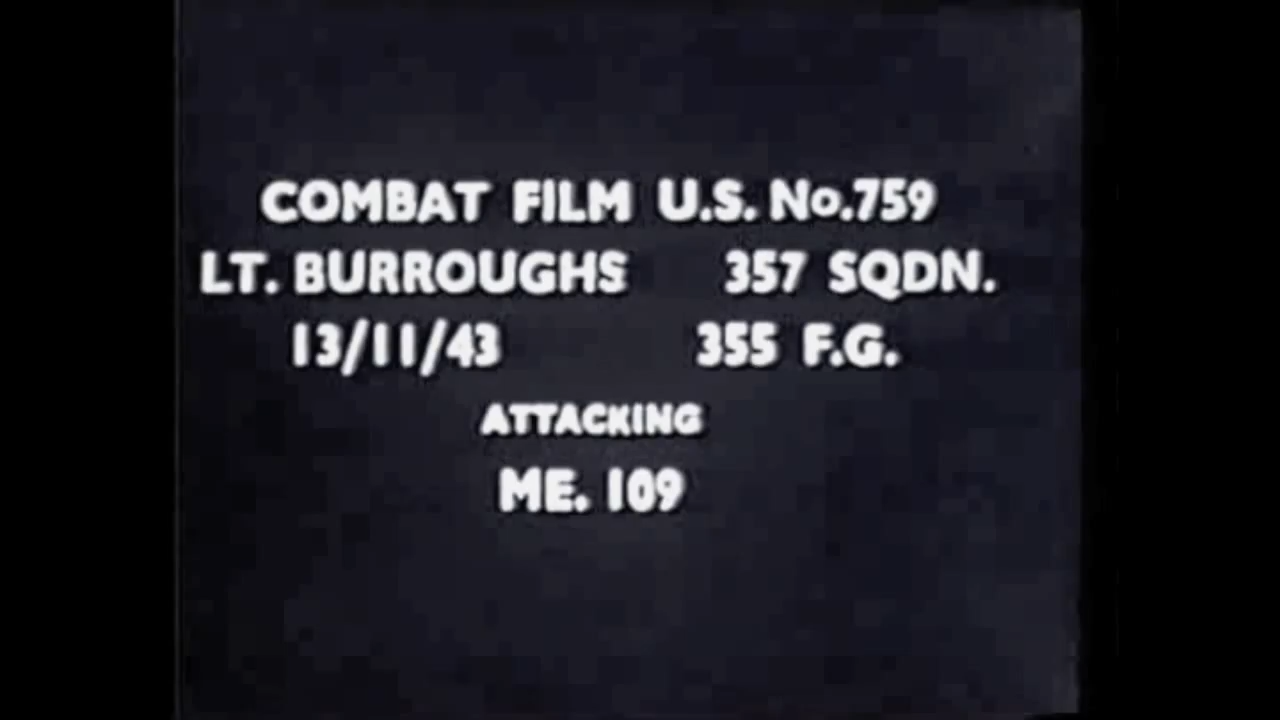 COMBAT FILM U.S. No.759
LT. BURROUGHS 357 SQDN.
13/11/43 355 F.G.
ATTACKING
ME. 109